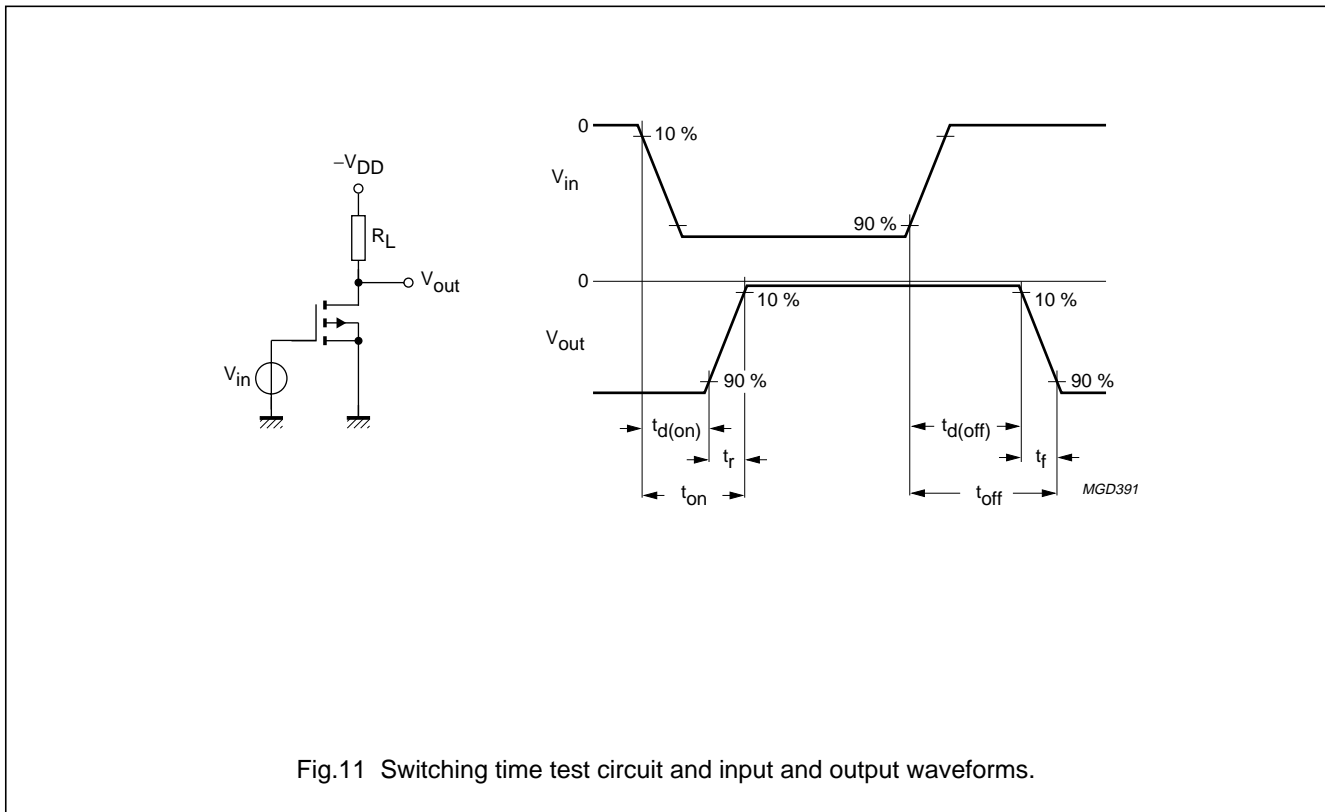 −VDD
RL
Vout
Vin
0
10 %
Vin
90 %
0
10 %
10 %
Vout
90 %
90 %
td(on)
td(off)
tr
tf
ton
toff
MGD391
Fig.11 Switching time test circuit and input and output waveforms.